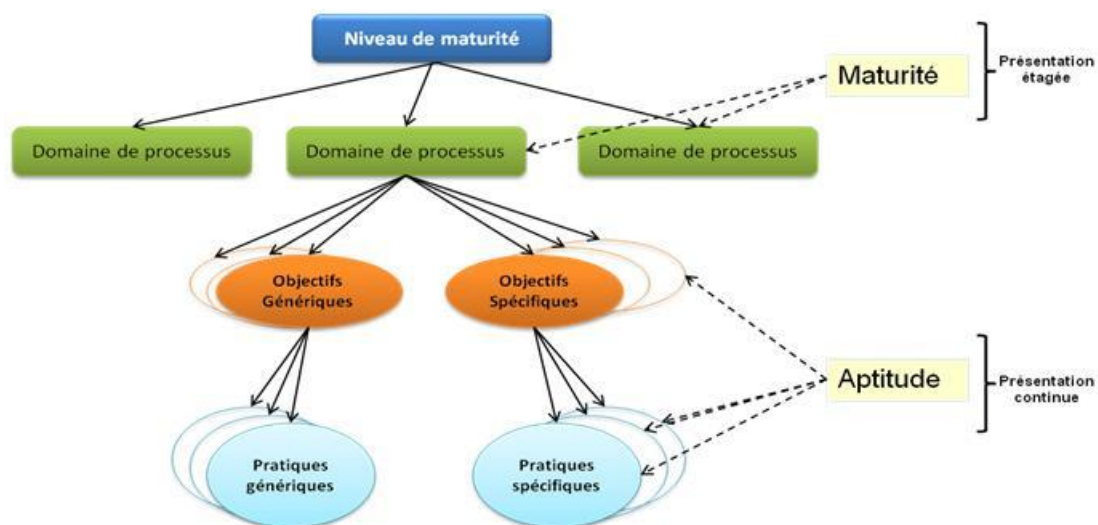 Niveau de maturité
Maturité
Présentation
étagée
Domaine de processus
Domaine de processus
Domaine de processus
Objectifs
Génériques
Objectifs
Spécifiques
Aptitude
Présentation
continue
Pratiques
génériques
Pratiques
spécifiques